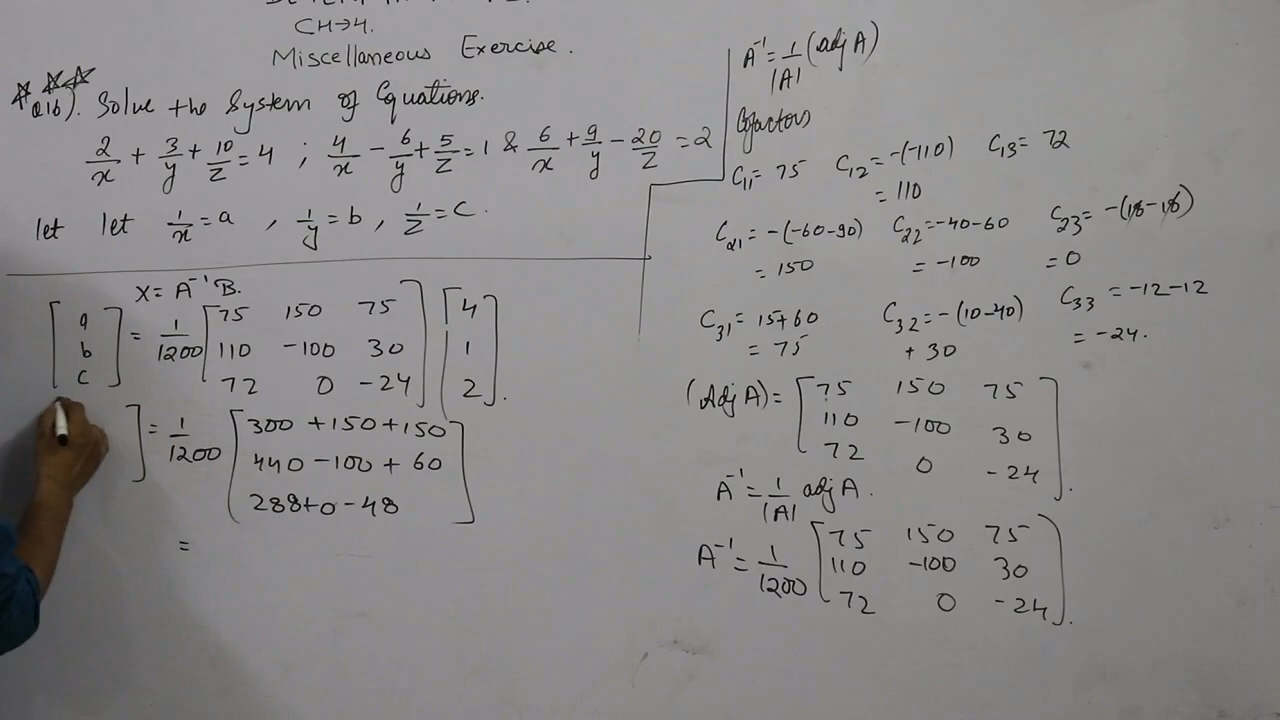 CH→4.
Miscellaneous Exercise.
Q16). Solve the System of Equations.
2/x + 3/y + 10/z = 4 ; 4/x - 6/y + 5/z = 1 & 6/x + 9/y - 20/z = 2
let let 1/x = a , 1/y = b , 1/z = c.
X = A⁻¹B.
[a b c] = 1/1200 [75 150 75
110 -100 30
72 0 -24] [4 1 2].
] = 1/1200 [300 + 150 + 150
440 - 100 + 60
288 + 0 - 48]
=
A⁻¹ = 1/|A| (adj A)
Cofactors
C₁₁ = 75 C₁₂ = -(-110) C₁₃ = 72
= 110
C₂₁ = -(-60-90) C₂₂ = -40-60 C₂₃ = -(18-18)
= 150 = -100 = 0
C₃₁ = 15+60 C₃₂ = -(10-40) C₃₃ = -12-12
= 75 + 30 = -24.
(Adj A) = [75 150 75
110 -100 30
72 0 -24].
A⁻¹ = 1/|A| adj A.
A⁻¹ = 1/1200 [75 150 75
110 -100 30
72 0 -24].